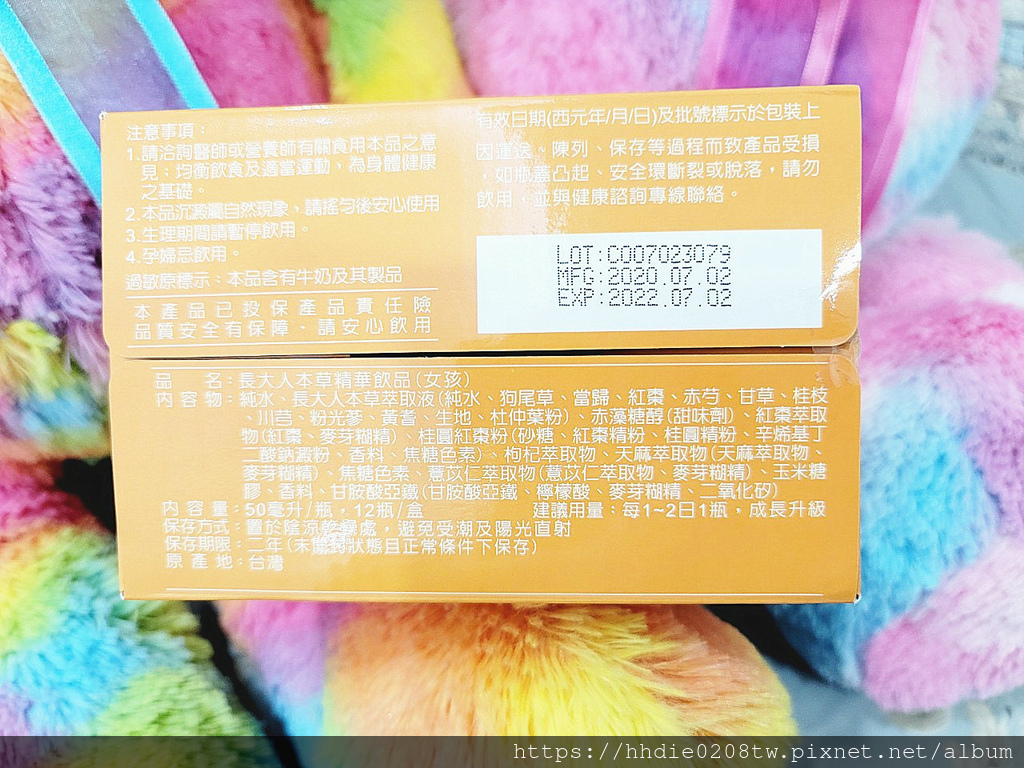 注意事項：
1.請洽詢醫師或營養師有關食用本品之意
見；均衡飲食及適當運動，為身體健康
之基礎。
2.本品沉澱屬自然現象，請搖勻後安心使用
3.生理期間請暫停飲用。
4.孕婦忌飲用。
過敏原標示：本品含有牛奶及其製品
本產品已投保產品責任險
品質安全有保障、請安心飲用
有效日期(西元年/月/日)及批號標示於包裝上
因運送、陳列、保存等過程而致產品受損
，如瓶蓋凸起、安全環斷裂或脫落，請勿
飲用，並與健康諮詢專線聯絡。
LOT:C007023079
MFG:2020.07.02
EXP:2022.07.02
品　　名：長大人本草精華飲品(女孩)
內 容 物：純水、長大人本草萃取液(純水、狗尾草、當歸、紅棗、赤芍、甘草、桂枝
、川芎、粉光蔘、黃耆、生地、杜仲葉粉)、赤藻糖醇(甜味劑)、紅棗萃取
物(紅棗、麥芽糊精)、桂圓紅棗粉(砂糖、紅棗精粉、桂圓精粉、辛烯基丁
二酸鈉澱粉、香料、焦糖色素)、枸杞萃取物、天麻萃取物(天麻萃取物、
麥芽糊精)、焦糖色素、薏苡仁萃取物(薏苡仁萃取物、麥芽糊精)、玉米糖
膠、香料、甘胺酸亞鐵(甘胺酸亞鐵、檸檬酸、麥芽糊精、二氧化矽)
內 容 量：50毫升/瓶，12瓶/盒　　建議用量：每1~2日1瓶，成長升級
保存方式：置於陰涼乾燥處，避免受潮及陽光直射
保存期限：二年(未開封狀態且正常條件下保存)
原 產 地：台灣
https://hhdie0208tw.pixnet.net/album